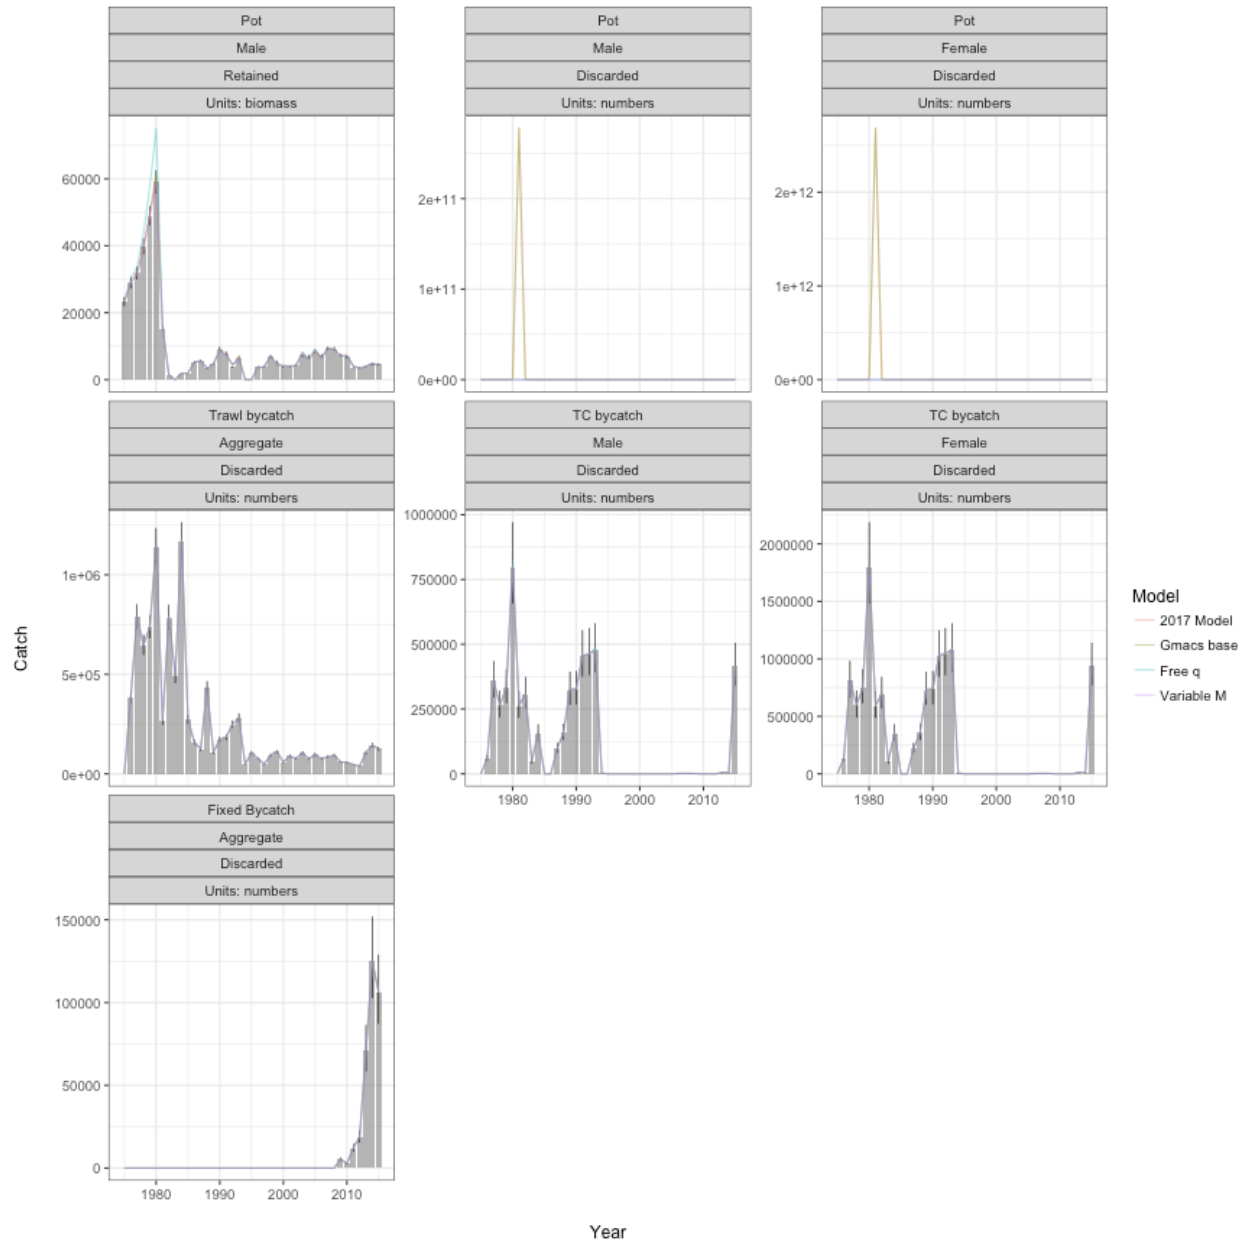 Pot
Male
Retained
Units: biomass
60000
40000
20000
0
Pot
Male
Discarded
Units: numbers
2e+11
1e+11
0e+00
Pot
Female
Discarded
Units: numbers
2e+12
1e+12
0e+00
Trawl bycatch
Aggregate
Discarded
Units: numbers
1e+06
5e+05
0e+00
TC bycatch
Male
Discarded
Units: numbers
1000000
750000
500000
250000
0
1980 1990 2000 2010
TC bycatch
Female
Discarded
Units: numbers
2000000
1500000
1000000
500000
0
1980 1990 2000 2010
Fixed Bycatch
Aggregate
Discarded
Units: numbers
150000
100000
50000
0
1980 1990 2000 2010
Catch
Year
Model
2017 Model
Gmacs base
Free q
Variable M